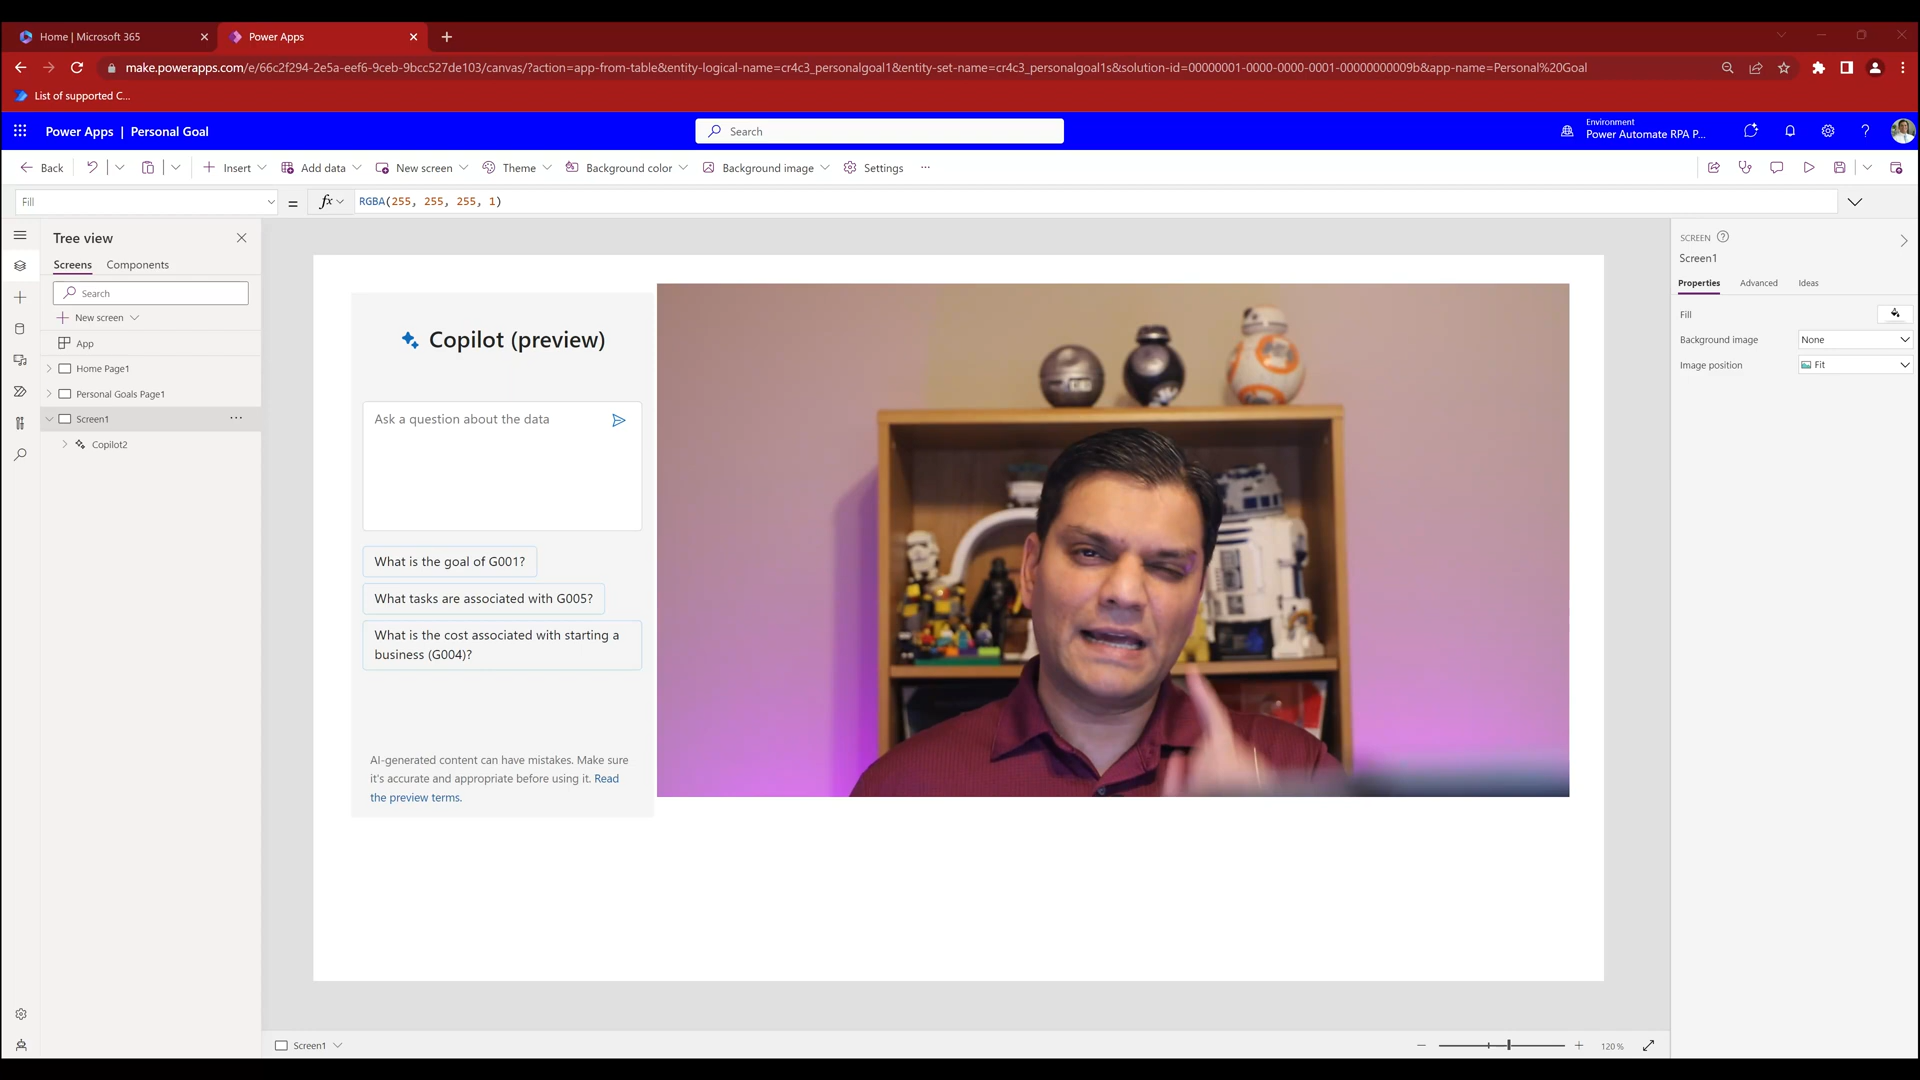 Home | Microsoft 365
Power Apps
make.powerapps.com/e/66c2f294-2e5a-eef6-9ceb-9bcc527de103/canvas/?action=app-from-table&entity-logical-name=cr4c3_personalgoal1&entity-set-name=cr4c3_personalgoal1s&solution-id=00000001-0000-0000-0001-00000000009b&app-name=Personal%20Goal
List of supported C...
Power Apps | Personal Goal
Search
Environment
Power Automate RPA P...
Back
Insert
Add data
New screen
Theme
Background color
Background image
Settings
Fill
=
fx
RGBA(255, 255, 255, 1)
Tree view
Screens
Components
Search
New screen
App
Home Page1
Personal Goals Page1
Screen1
Copilot2
Copilot (preview)
Ask a question about the data
What is the goal of G001?
What tasks are associated with G005?
What is the cost associated with starting a
business (G004)?
AI-generated content can have mistakes. Make sure
it's accurate and appropriate before using it. Read
the preview terms.
SCREEN
Screen1
Properties
Advanced
Ideas
Fill
Background image
None
Image position
Fit
Screen1
120 %